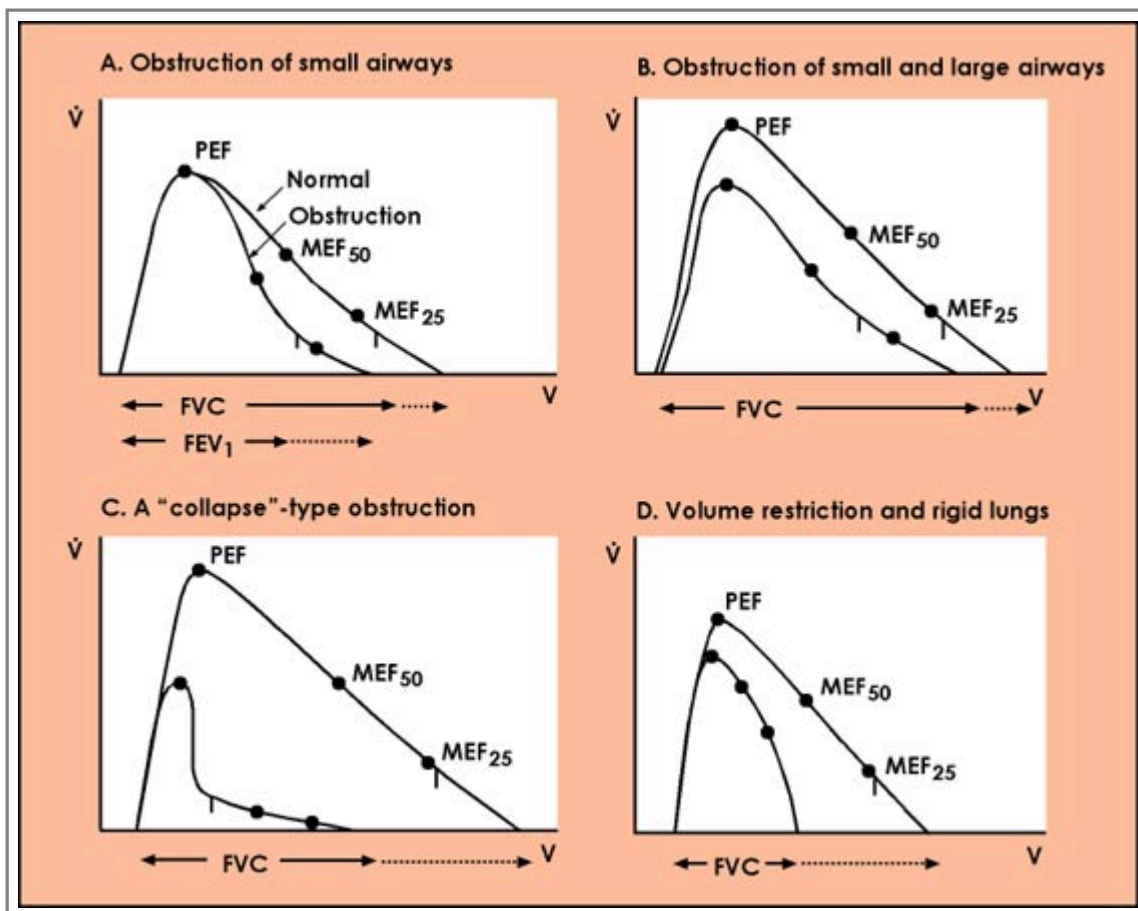 A. Obstruction of small airways
V̇
PEF
Normal
Obstruction
MEF50
MEF25
V
FVC
FEV1
B. Obstruction of small and large airways
V̇
PEF
MEF50
MEF25
V
FVC
C. A “collapse”-type obstruction
V̇
PEF
MEF50
MEF25
V
FVC
D. Volume restriction and rigid lungs
V̇
PEF
MEF50
MEF25
V
FVC